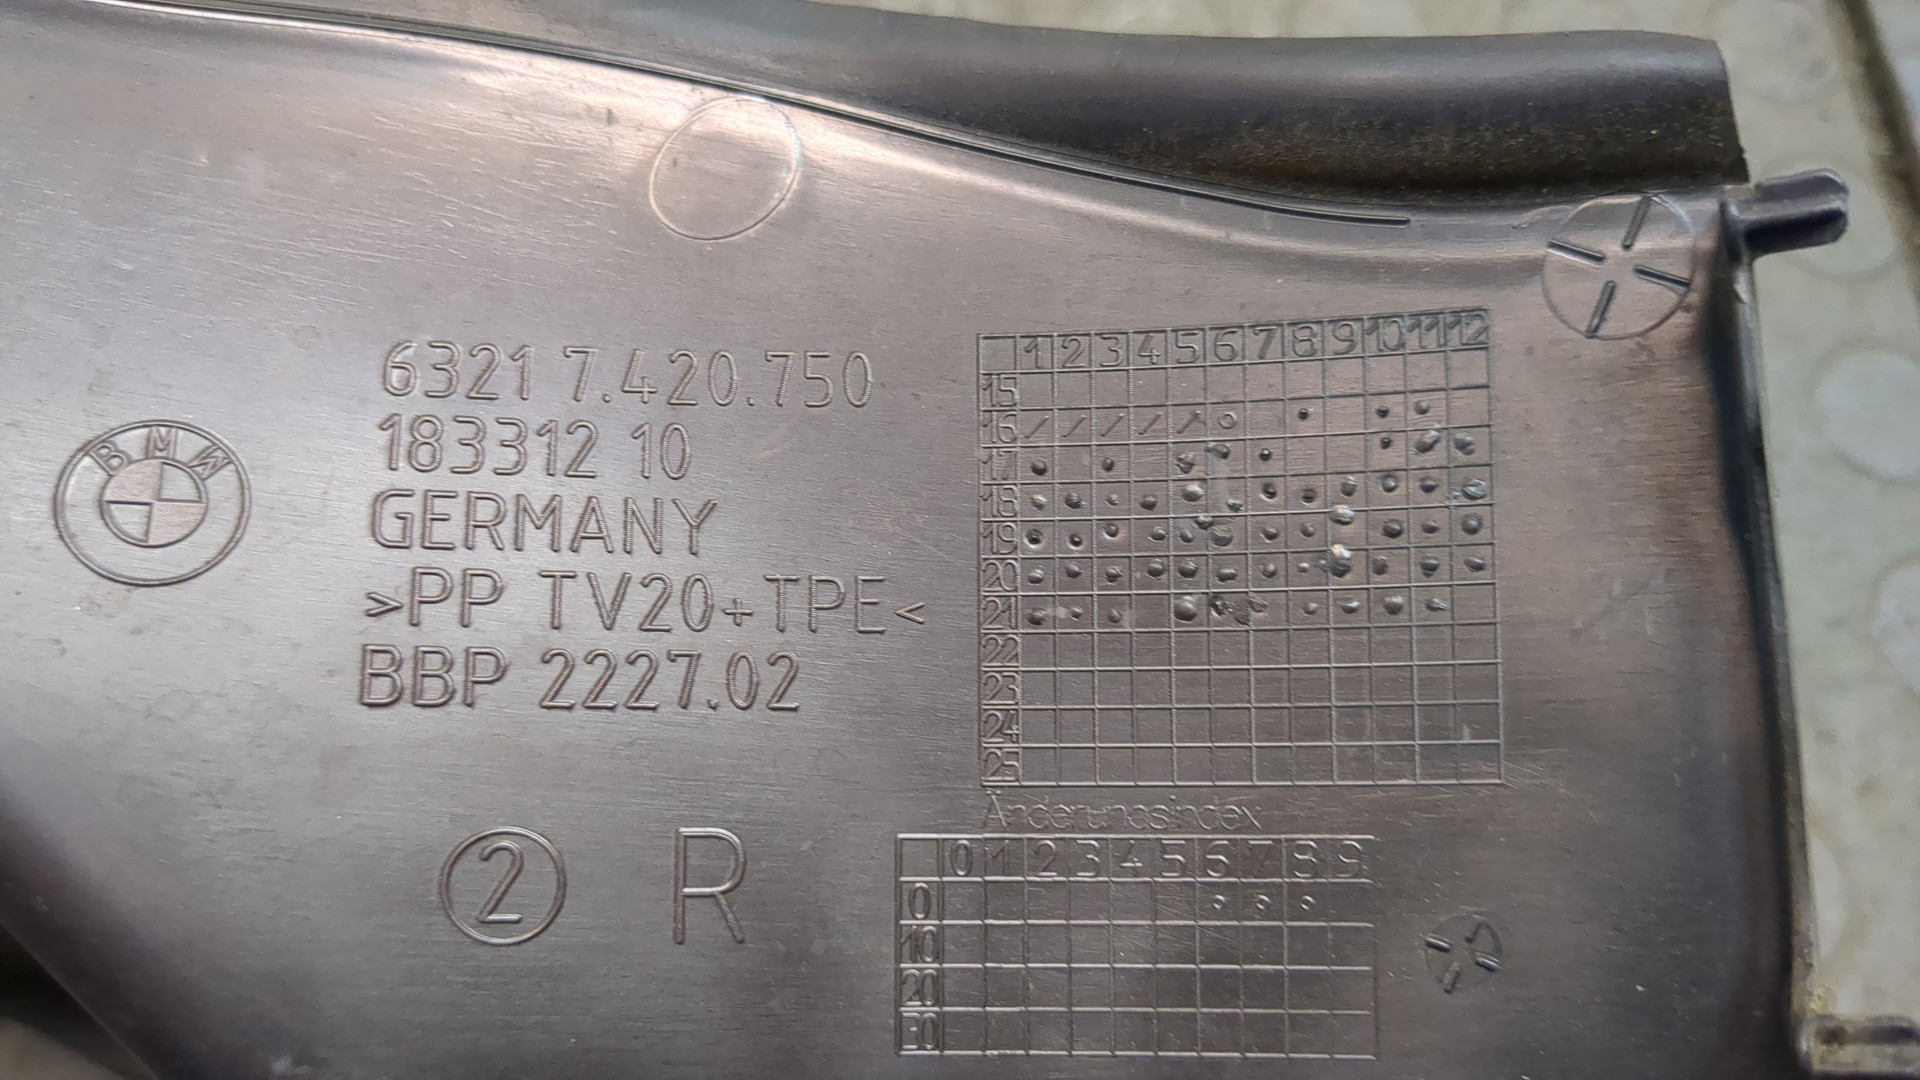 BMW
6321 7.420.750
183312 10
GERMANY
>PP TV20+TPE<
BBP 2227.02
2 R
1 2 3 4 5 6 7 8 9 10 11 12
15
16
17
18
19
20
21
22
23
24
25
Änderungsindex
0 1 2 3 4 5 6 7 8 9
0
10
20
30